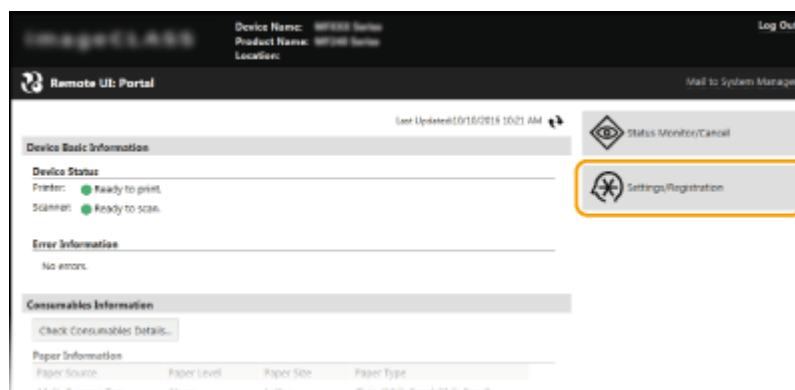 imageCLASS
Device Name:
Product Name:
Location:
Log Out
Remote UI: Portal
Mail to System Manager
Last Updated:10/10/2016 10:21 AM
Status Monitor/Cancel
Device Basic Information
Device Status
Printer: Ready to print.
Scanner: Ready to scan.
Settings/Registration
Error Information
No errors.
Consumables Information
Check Consumables Details...
Paper Information
Paper Source Paper Level Paper Size Paper Type